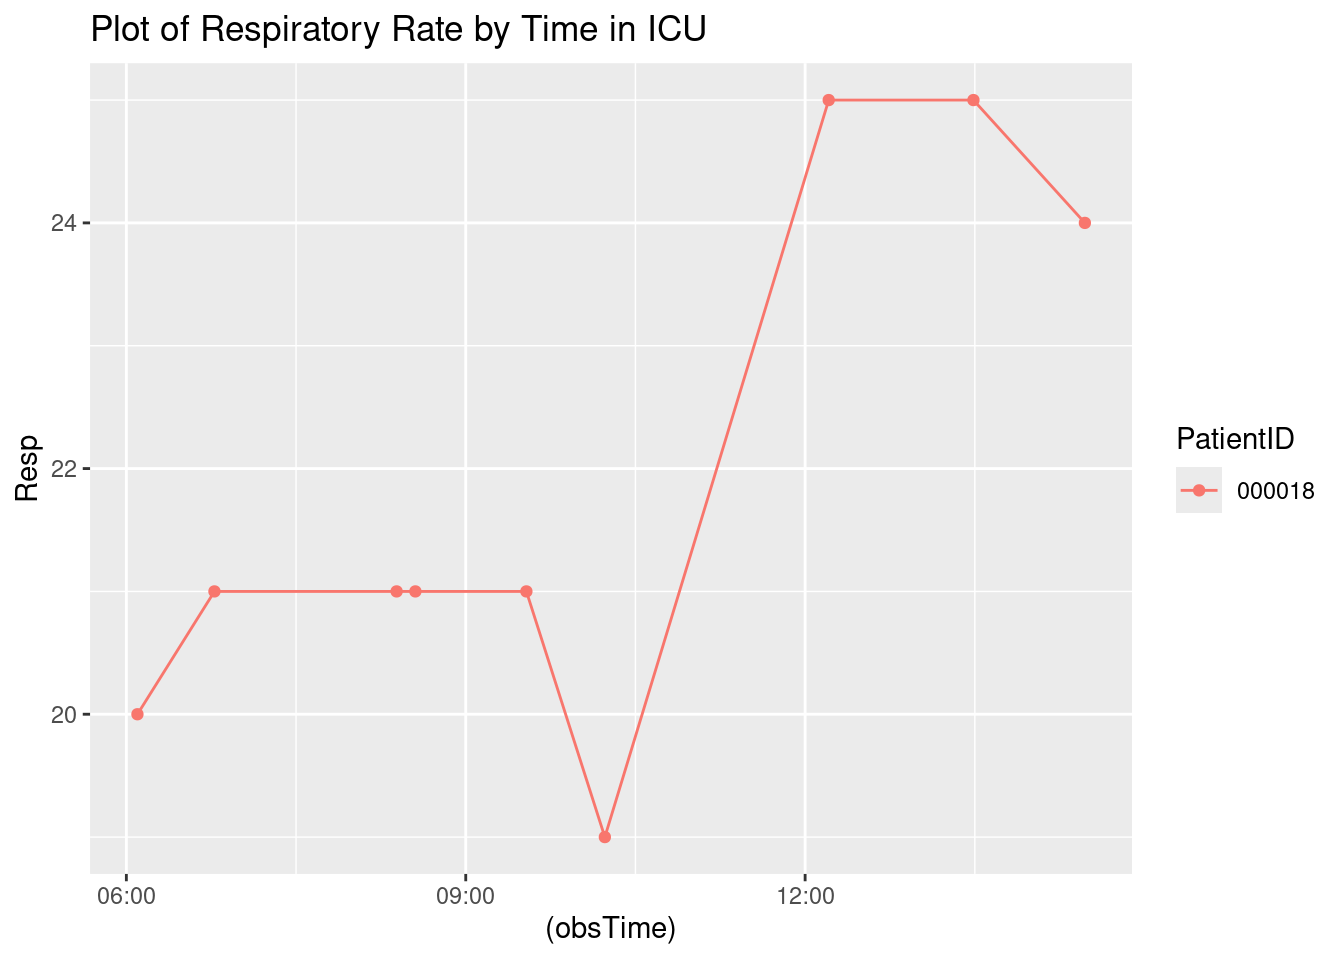 Plot of Respiratory Rate by Time in ICU
24
22
20
Resp
06:00 09:00 12:00
(obsTime)
PatientID
000018